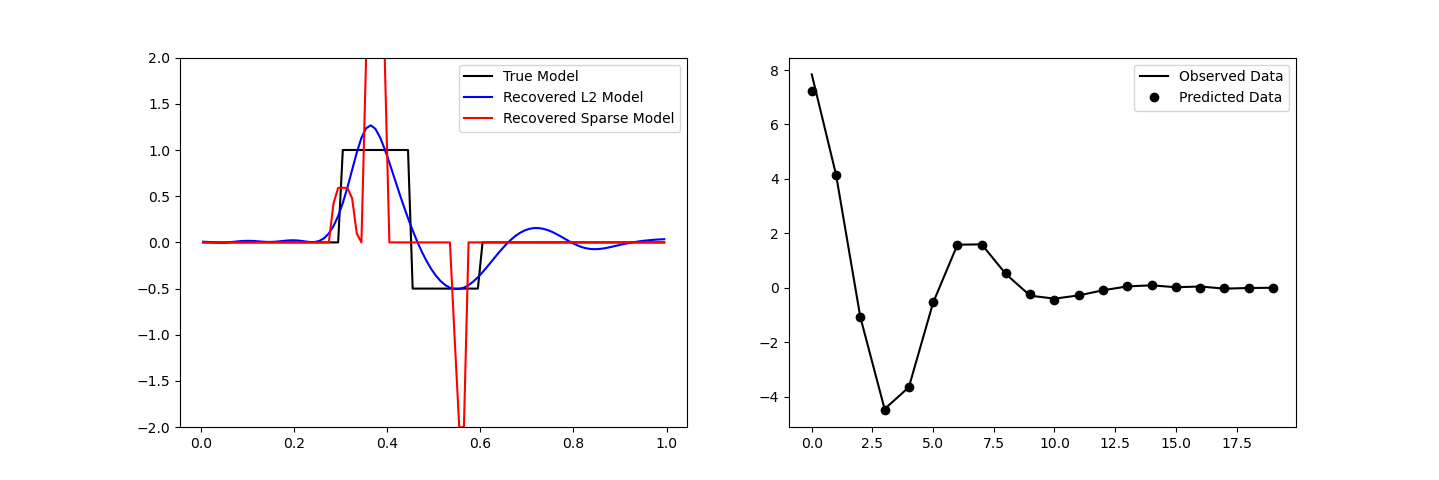 2.0
1.5
1.0
0.5
0.0
−0.5
−1.0
−1.5
−2.0
0.0 0.2 0.4 0.6 0.8 1.0
True Model
Recovered L2 Model
Recovered Sparse Model
8
6
4
2
0
−2
−4
0.0 2.5 5.0 7.5 10.0 12.5 15.0 17.5
Observed Data
Predicted Data